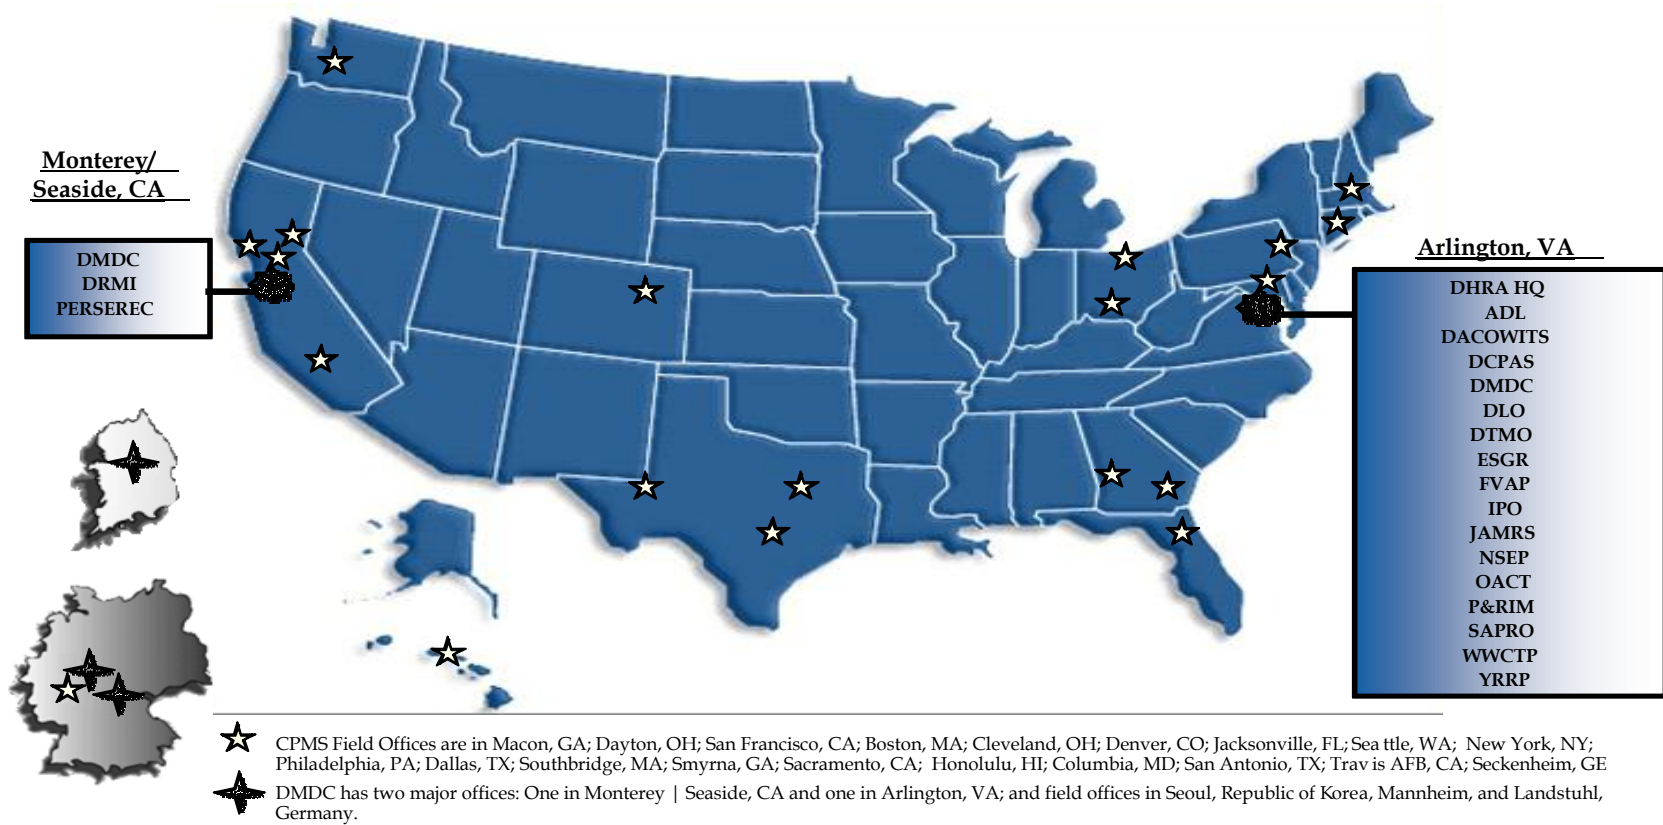 Monterey/
Seaside, CA
DMDC
DRMI
PERSEREC
Arlington, VA
DHRA HQ
ADL
DACOWITS
DCPAS
DMDC
DLO
DTMO
ESGR
FVAP
IPO
JAMRS
NSEP
OACT
P&RIM
SAPRO
WWCTP
YRRP
CPMS Field Offices are in Macon, GA; Dayton, OH; San Francisco, CA; Boston, MA; Cleveland, OH; Denver, CO; Jacksonville, FL; Sea ttle, WA; New York, NY;
Philadelphia, PA; Dallas, TX; Southbridge, MA; Smyrna, GA; Sacramento, CA; Honolulu, HI; Columbia, MD; San Antonio, TX; Trav is AFB, CA; Seckenheim, GE
DMDC has two major offices: One in Monterey | Seaside, CA and one in Arlington, VA; and field offices in Seoul, Republic of Korea, Mannheim, and Landstuhl,
Germany.